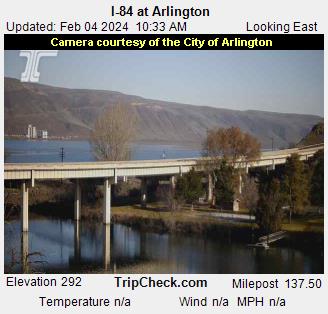 I-84 at Arlington
Updated: Feb 04 2024 10:33 AM Looking East
Camera courtesy of the City of Arlington
Elevation 292 TripCheck.com Milepost 137.50
Temperature n/a Wind n/a MPH n/a